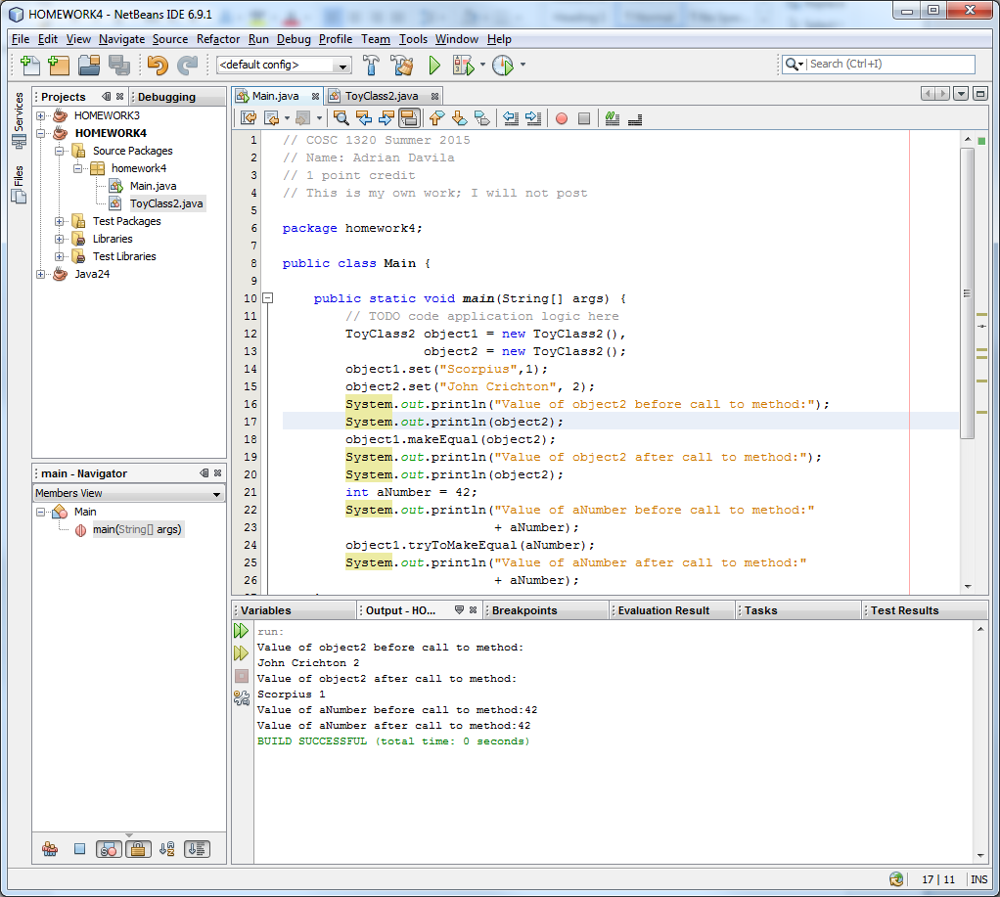 HOMEWORK4 - NetBeans IDE 6.9.1
File Edit View Navigate Source Refactor Run Debug Profile Team Tools Window Help
<default config>
Search (Ctrl+I)
Services
Files
Projects
Debugging
HOMEWORK3
HOMEWORK4
Source Packages
homework4
Main.java
ToyClass2.java
Test Packages
Libraries
Test Libraries
Java24
main - Navigator
Members View
Main
main(String[] args)
Main.java
ToyClass2.java
1 // COSC 1320 Summer 2015
2 // Name: Adrian Davila
3 // 1 point credit
4 // This is my own work; I will not post
5
6 package homework4;
7
8 public class Main {
9
10 public static void main(String[] args) {
11 // TODO code application logic here
12 ToyClass2 object1 = new ToyClass2(),
13 object2 = new ToyClass2();
14 object1.set("Scorpius",1);
15 object2.set("John Crichton", 2);
16 System.out.println("Value of object2 before call to method:");
17 System.out.println(object2);
18 object1.makeEqual(object2);
19 System.out.println("Value of object2 after call to method:");
20 System.out.println(object2);
21 int aNumber = 42;
22 System.out.println("Value of aNumber before call to method:"
23 + aNumber);
24 object1.tryToMakeEqual(aNumber);
25 System.out.println("Value of aNumber after call to method:"
26 + aNumber);
Variables
Output - HO...
Breakpoints
Evaluation Result
Tasks
Test Results
run:
Value of object2 before call to method:
John Crichton 2
Value of object2 after call to method:
Scorpius 1
Value of aNumber before call to method:42
Value of aNumber after call to method:42
BUILD SUCCESSFUL (total time: 0 seconds)
17 | 11
INS